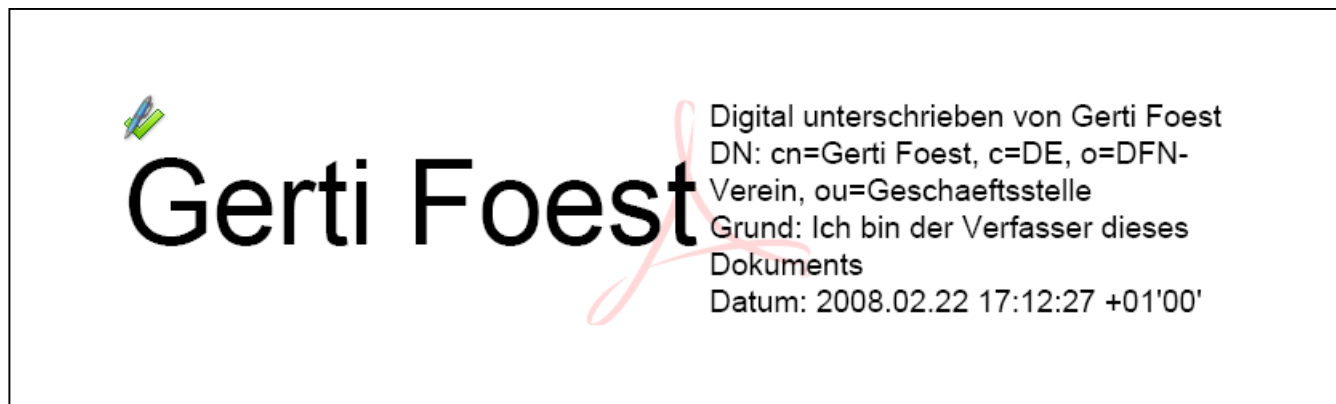 Gerti Foest
Digital unterschrieben von Gerti Foest
DN: cn=Gerti Foest, c=DE, o=DFN-
Verein, ou=Geschaeftsstelle
Grund: Ich bin der Verfasser dieses
Dokuments
Datum: 2008.02.22 17:12:27 +01'00'